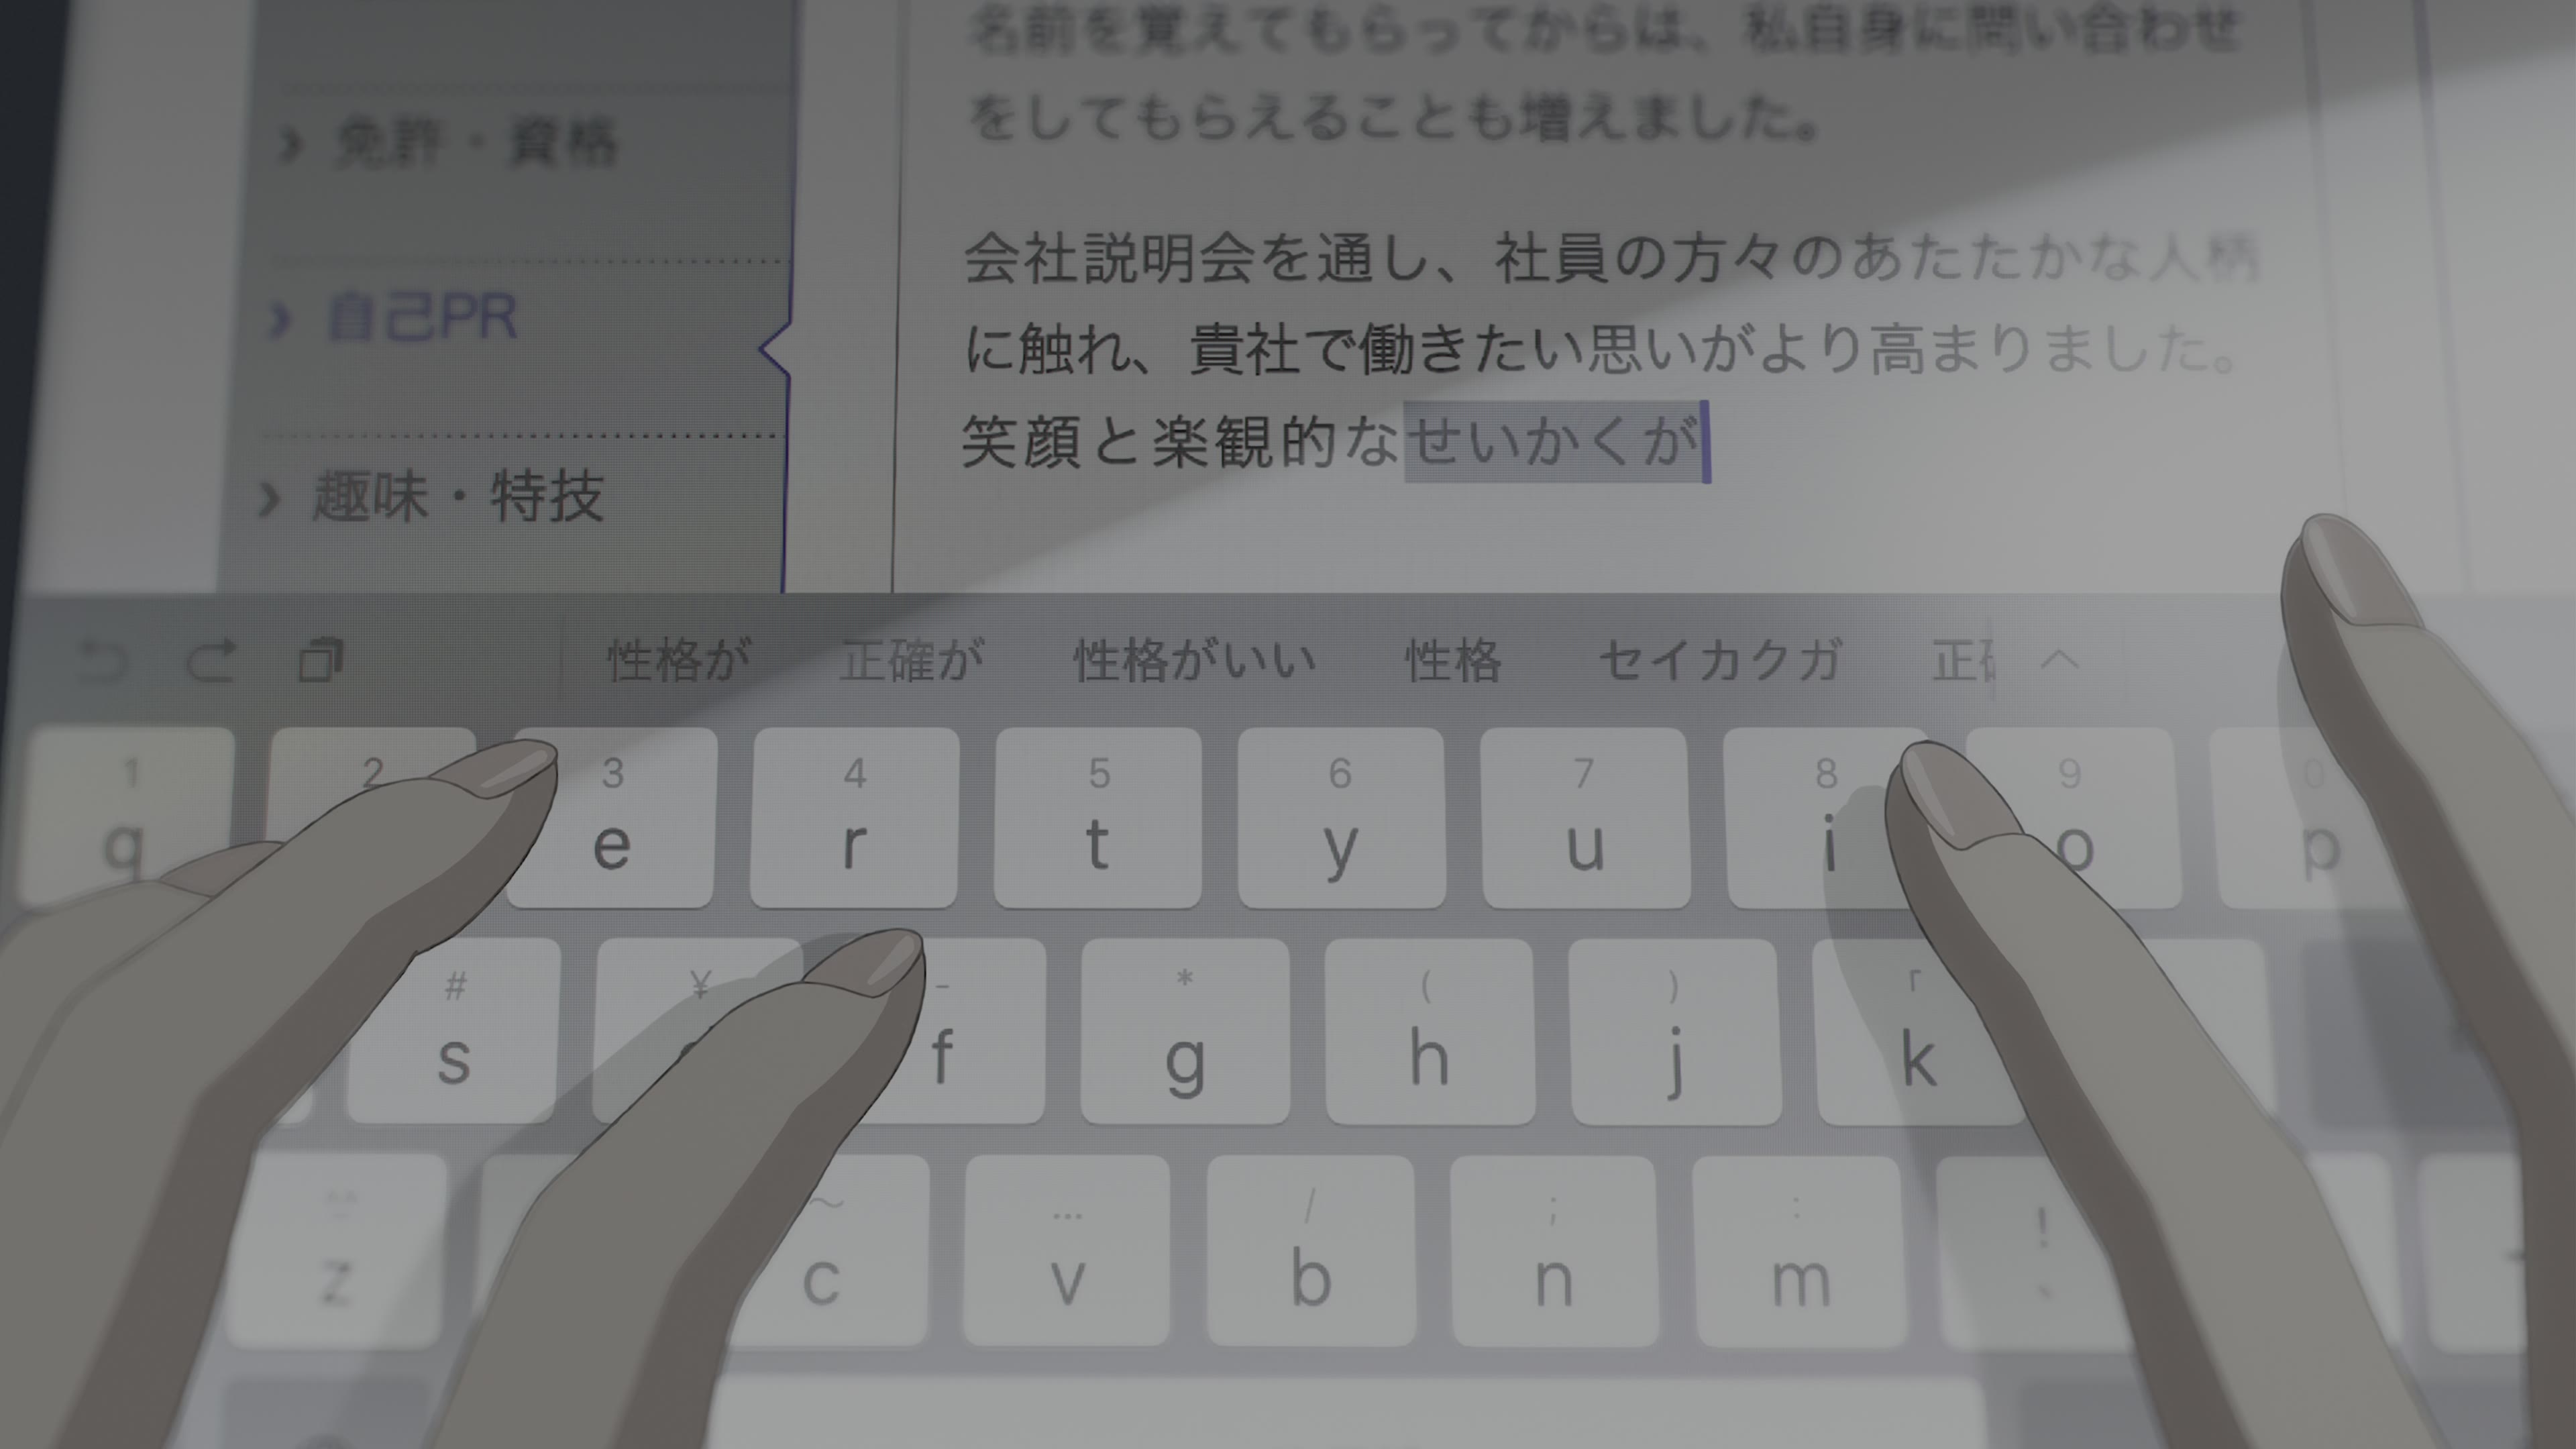 名前を覚えてもらってからは、私自身に問い合わせ
をしてもらえることも増えました。
会社説明会を通し、社員の方々のあたたかな人柄
に触れ、貴社で働きたい思いがより高まりました。
笑顔と楽観的なせいかくが
› 免許・資格
› 自己PR
› 趣味・特技
性格が 正確が 性格がいい 性格 セイカクガ 正
1 2 3 4 5 6 7 8 9 0
q e r t y u i o p
# ¥ - * ( ) 「
s f g h j k
^^ ~ … / ; : !
z c v b n m 、